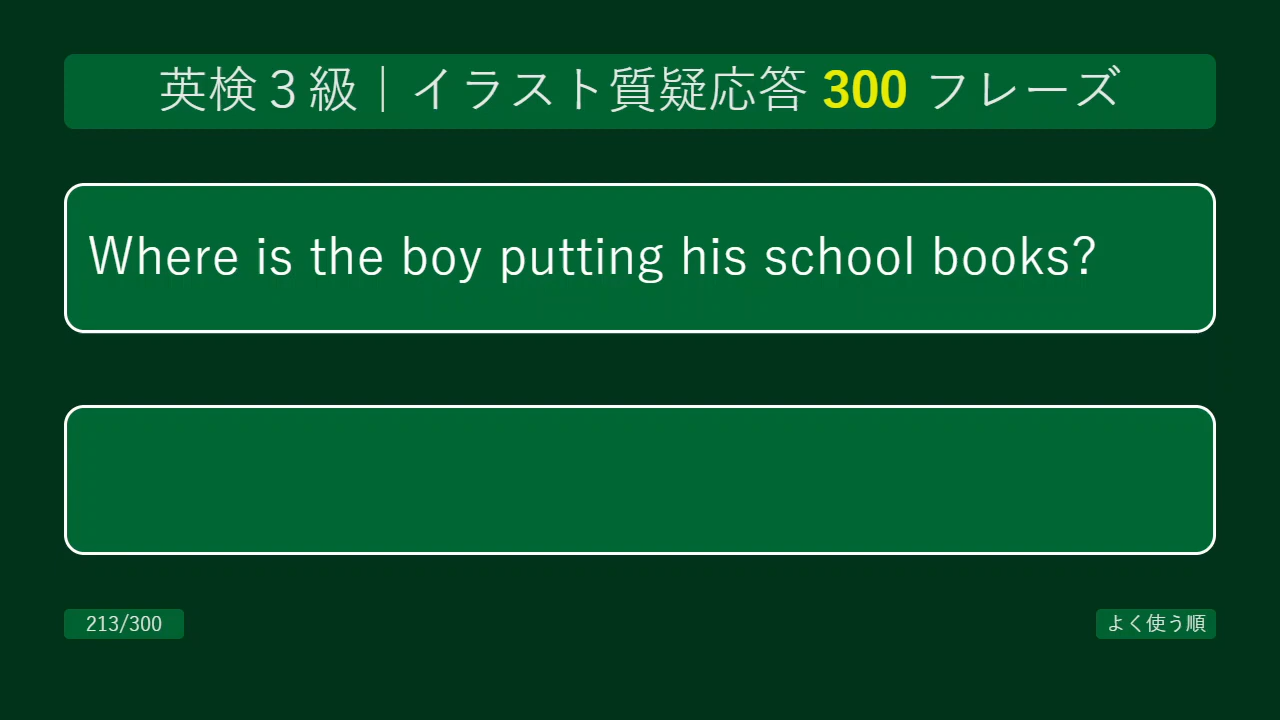 英検３級｜イラスト質疑応答 300 フレーズ
Where is the boy putting his school books?
213/300
よく使う順